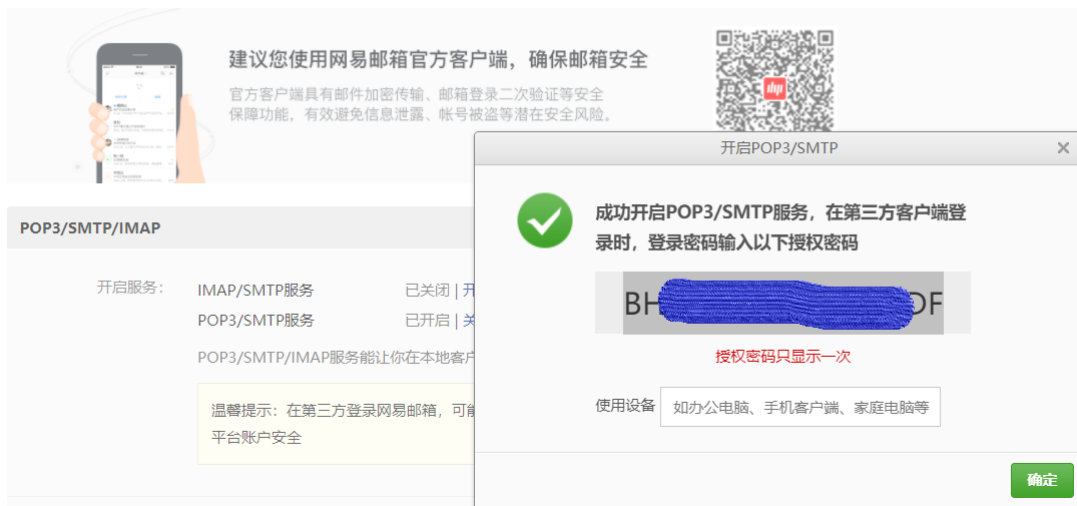 建议您使用网易邮箱官方客户端，确保邮箱安全
官方客户端具有邮件加密传输、邮箱登录二次验证等安全
保障功能，有效避免信息泄露、帐号被盗等潜在安全风险。
开启POP3/SMTP
成功开启POP3/SMTP服务，在第三方客户端登
录时，登录密码输入以下授权密码
BH DF
授权密码只显示一次
使用设备 如办公电脑、手机客户端、家庭电脑等
确定
POP3/SMTP/IMAP
开启服务：
IMAP/SMTP服务 已关闭 | 开
POP3/SMTP服务 已开启 | 关
POP3/SMTP/IMAP服务能让你在本地客户
温馨提示：在第三方登录网易邮箱，可能
平台账户安全